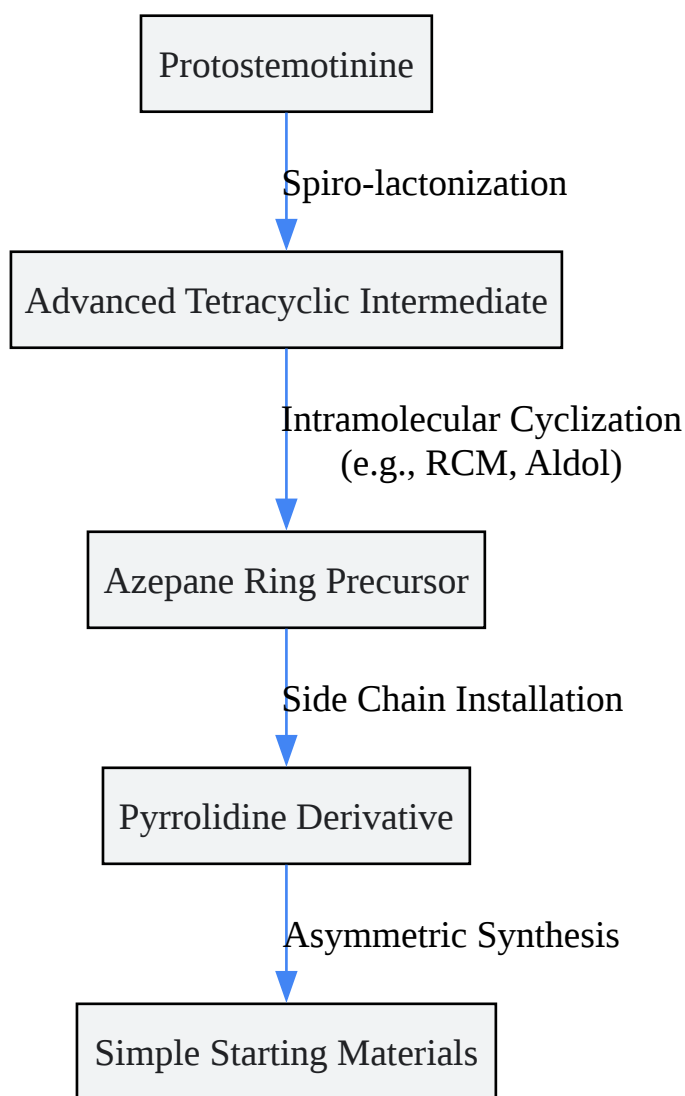 Protostemotinine
Spiro-lactonization
Advanced Tetracyclic Intermediate
Intramolecular Cyclization
(e.g., RCM, Aldol)
Azepane Ring Precursor
Side Chain Installation
Pyrrolidine Derivative
Asymmetric Synthesis
Simple Starting Materials